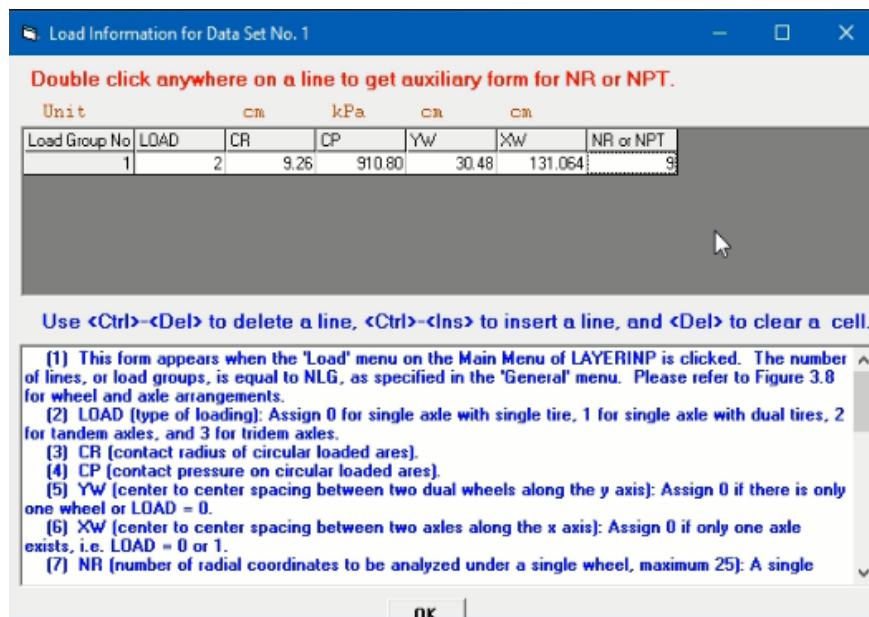 Load Information for Data Set No. 1
Double click anywhere on a line to get auxiliary form for NR or NPT.
Unit cm kPa cm cm
Load Group No LOAD CR CP YW XW NR or NPT
1 2 9.26 910.80 30.48 131.064 9
Use <Ctrl>-<Del> to delete a line, <Ctrl>-<Ins> to insert a line, and <Del> to clear a cell.
(1) This form appears when the 'Load' menu on the Main Menu of LAYERINP is clicked. The number
of lines, or load groups, is equal to NLG, as specified in the 'General' menu. Please refer to Figure 3.8
for wheel and axle arrangements.
(2) LOAD (type of loading): Assign 0 for single axle with single tire, 1 for single axle with dual tires, 2
for tandem axles, and 3 for tridem axles.
(3) CR (contact radius of circular loaded ares).
(4) CP (contact pressure on circular loaded ares).
(5) YW (center to center spacing between two dual wheels along the y axis): Assign 0 if there is only
one wheel or LOAD = 0.
(6) XW (center to center spacing between two axles along the x axis): Assign 0 if only one axle
exists, i.e. LOAD = 0 or 1.
(7) NR (number of radial coordinates to be analyzed under a single wheel, maximum 25): A single
OK